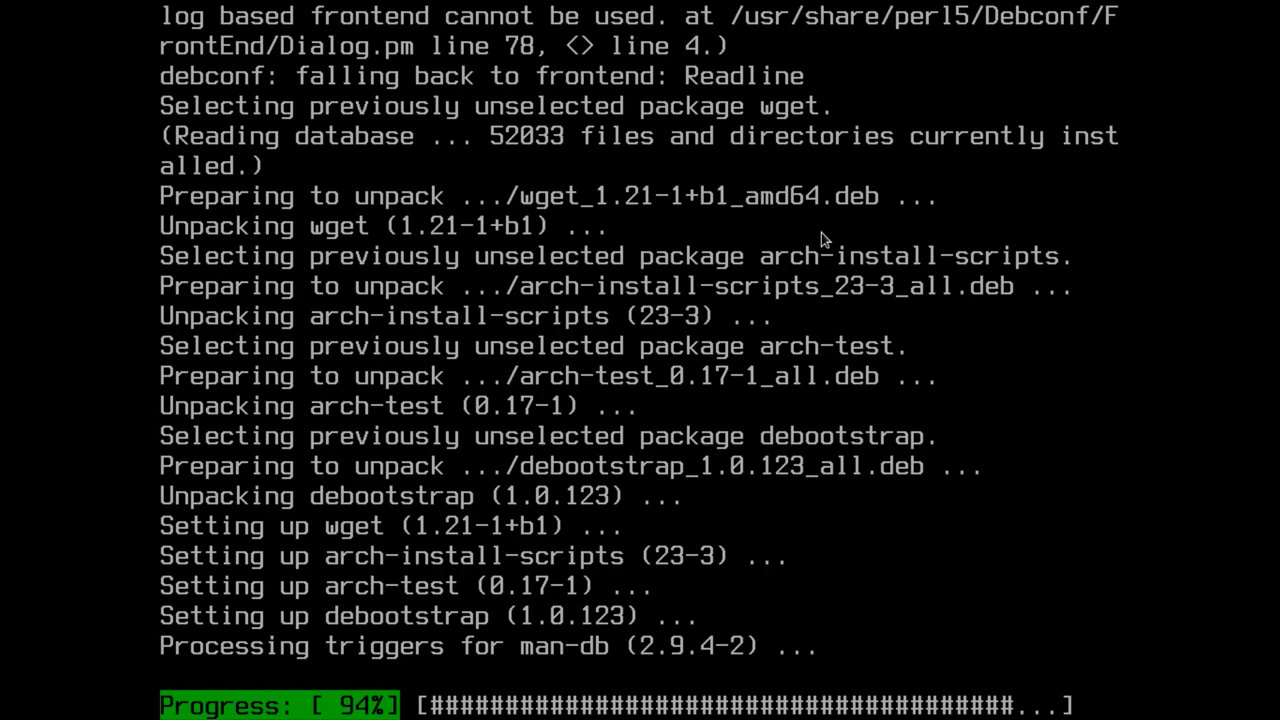 log based frontend cannot be used. at /usr/share/perl5/Debconf/F
rontEnd/Dialog.pm line 78, <> line 4.)
debconf: falling back to frontend: Readline
Selecting previously unselected package wget.
(Reading database ... 52033 files and directories currently inst
alled.)
Preparing to unpack .../wget_1.21-1+b1_amd64.deb ...
Unpacking wget (1.21-1+b1) ...
Selecting previously unselected package arch-install-scripts.
Preparing to unpack .../arch-install-scripts_23-3_all.deb ...
Unpacking arch-install-scripts (23-3) ...
Selecting previously unselected package arch-test.
Preparing to unpack .../arch-test_0.17-1_all.deb ...
Unpacking arch-test (0.17-1) ...
Selecting previously unselected package debootstrap.
Preparing to unpack .../debootstrap_1.0.123_all.deb ...
Unpacking debootstrap (1.0.123) ...
Setting up wget (1.21-1+b1) ...
Setting up arch-install-scripts (23-3) ...
Setting up arch-test (0.17-1) ...
Setting up debootstrap (1.0.123) ...
Processing triggers for man-db (2.9.4-2) ...
Progress: [ 94%] [#######################################...]